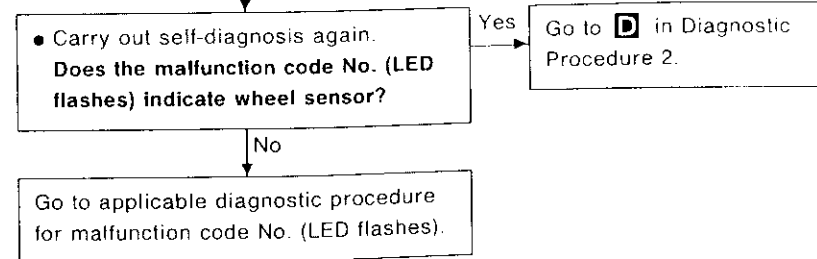 ● Carry out self-diagnosis again.
Does the malfunction code No. (LED
flashes) indicate wheel sensor?
Yes
Go to D in Diagnostic
Procedure 2.
No
Go to applicable diagnostic procedure
for malfunction code No. (LED flashes).